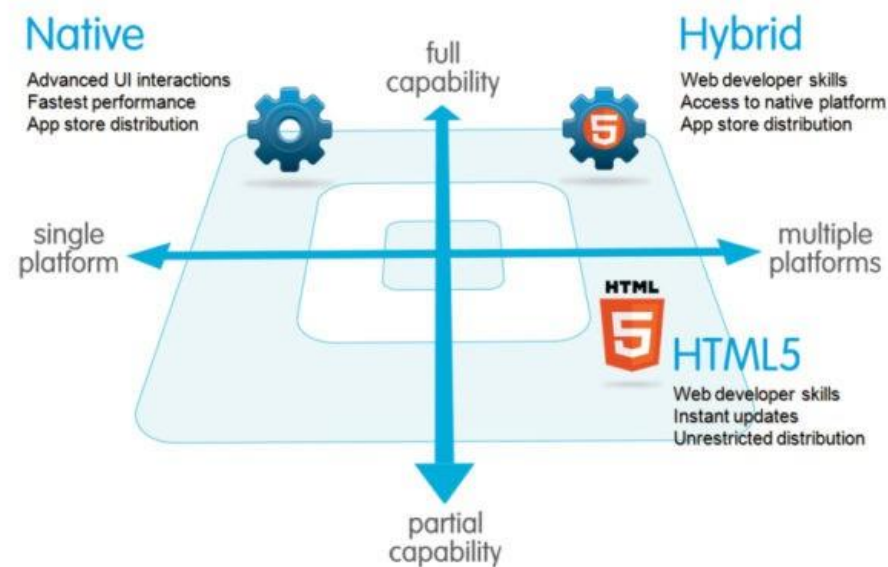 Native
Advanced UI interactions
Fastest performance
App store distribution
full
capability
Hybrid
Web developer skills
Access to native platform
App store distribution
5
single
platform
multiple
platforms
HTML
5
HTML5
Web developer skills
Instant updates
Unrestricted distribution
partial
capability